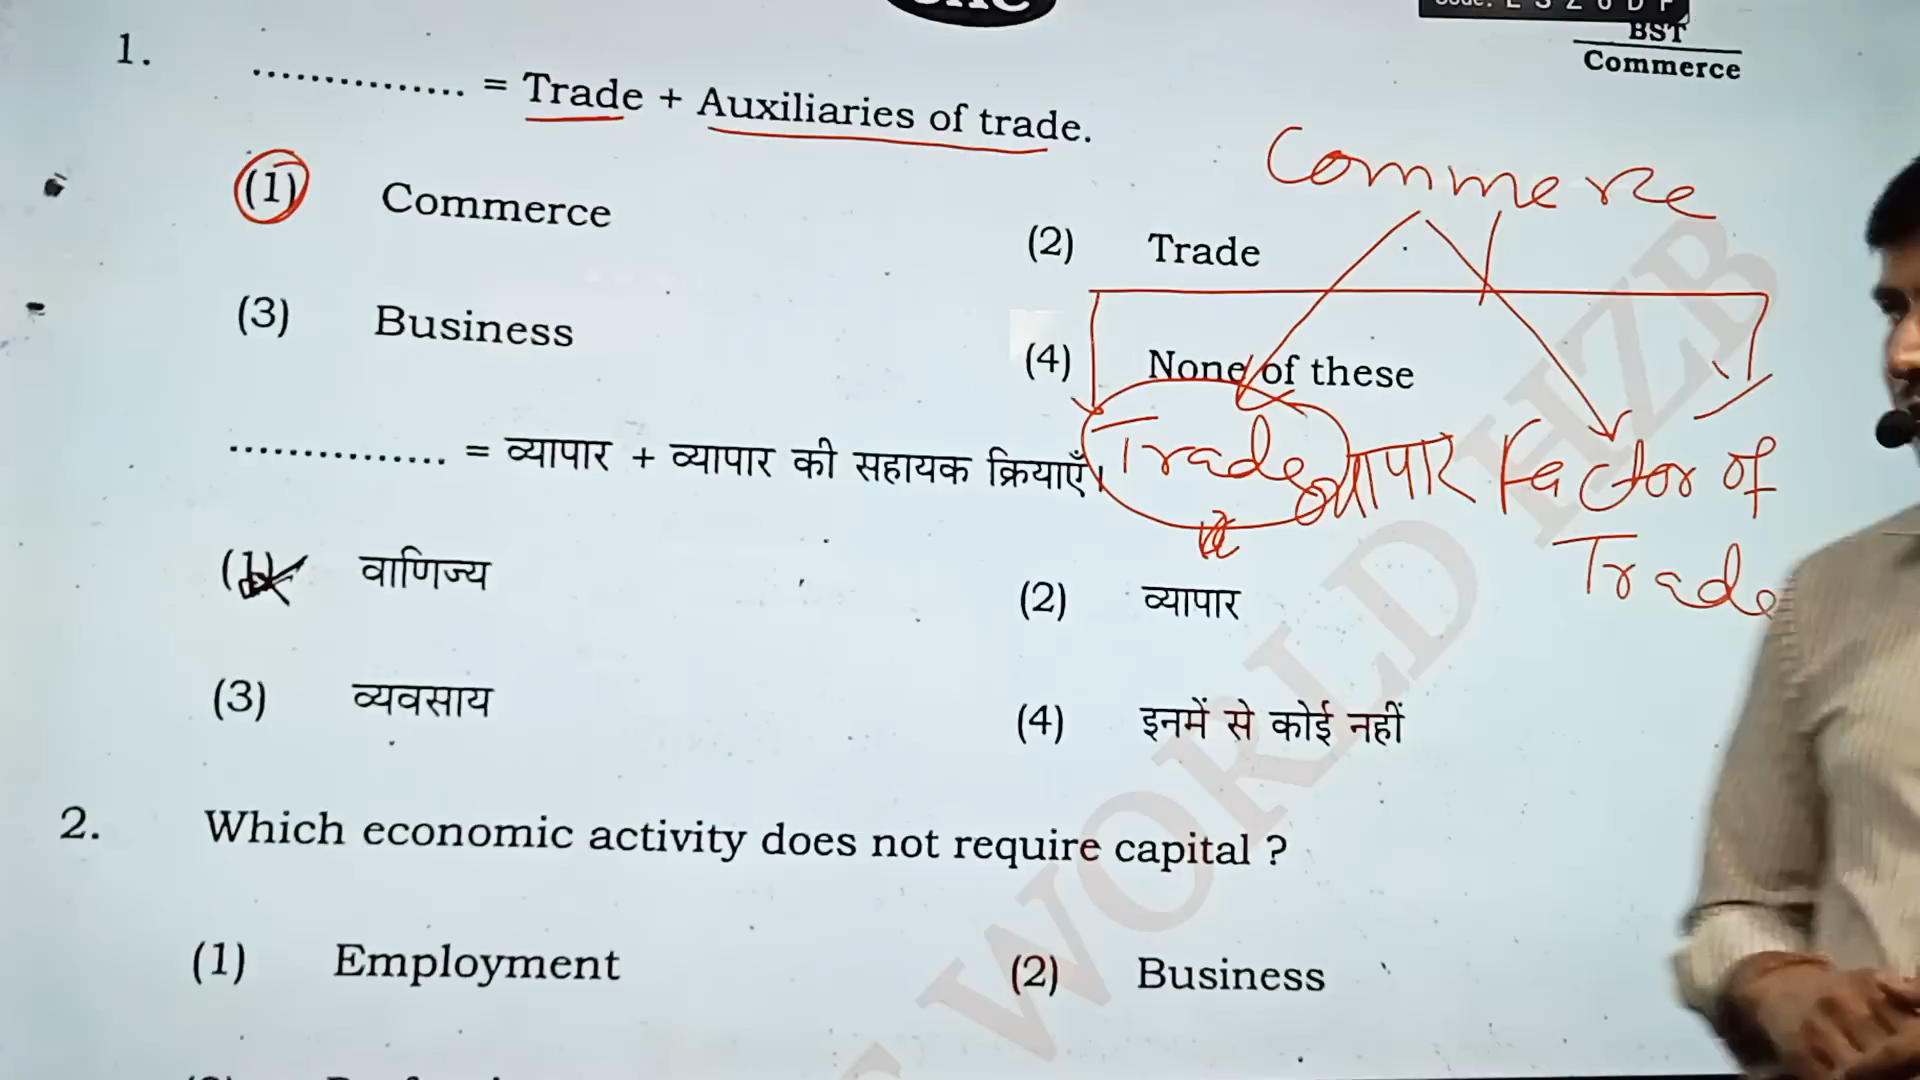 BST
Commerce
1. ............... = Trade + Auxiliaries of trade.
Commerce
(1) Commerce
(2) Trade
(3) Business
(4) None of these
............... = व्यापार + व्यापार की सहायक क्रियाएँ।
Trade व्यापार Factor of
Trade
(1) वाणिज्य
(2) व्यापार
(3) व्यवसाय
(4) इनमें से कोई नहीं
2. Which economic activity does not require capital ?
(1) Employment
(2) Business
WORLD HZB